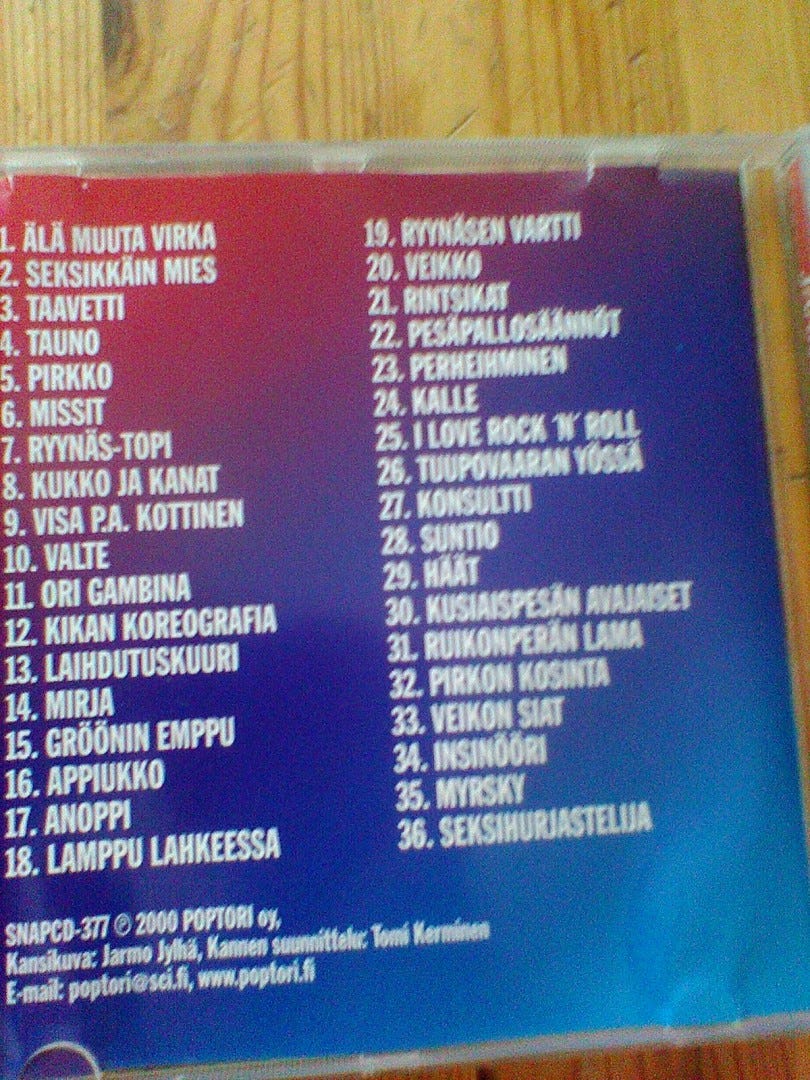 1. ÄLÄ MUUTA VIRKA
2. SEKSIKKÄIN MIES
3. TAAVETTI
4. TAUNO
5. PIRKKO
6. MISSIT
7. RYYNÄS-TOPI
8. KUKKO JA KANAT
9. VISA P.A. KOTTINEN
10. VALTE
11. ORI GAMBINA
12. KIKAN KOREOGRAFIA
13. LAIHDUTUSKUURI
14. MIRJA
15. GRÖÖNIN EMPPU
16. APPIUKKO
17. ANOPPI
18. LAMPPU LAHKEESSA
19. RYYNÄSEN VARTTI
20. VEIKKO
21. RINTSIKAT
22. PESÄPALLOSÄÄNNÖT
23. PERHEIHMINEN
24. KALLE
25. I LOVE ROCK 'N' ROLL
26. TUUPOVAARAN YÖSSÄ
27. KONSULTTI
28. SUNTIO
29. HÄÄT
30. KUSIAISPESÄN AVAJAISET
31. RUIKONPERÄN LAMA
32. PIRKON KOSINTA
33. VEIKON SIAT
34. INSINÖÖRI
35. MYRSKY
36. SEKSIHURJASTELIJA
SNAPCD-377 ℗ 2000 POPTORI oy,
Kansikuva: Jarmo Jylhä, Kannen suunnittelu: Tomi Kerminen
E-mail: poptori@sci.fi, www.poptori.fi